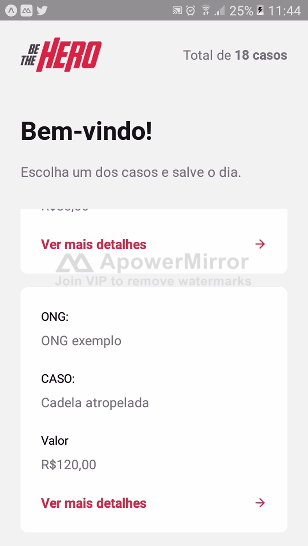 25% 11:44
BE THE HERO
Total de 18 casos
Bem-vindo!
Escolha um dos casos e salve o dia.
Ver mais detalhes
ApowerMirror
Join VIP to remove watermarks
ONG:
ONG exemplo
CASO:
Cadela atropelada
Valor
R$120,00
Ver mais detalhes